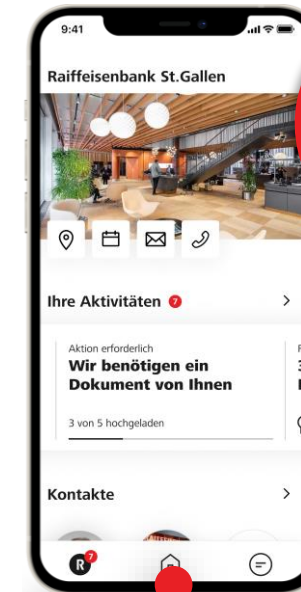 9:41
Raiffeisenbank St.Gallen
Ihre Aktivitäten 7
Aktion erforderlich
Wir benötigen ein
Dokument von Ihnen
3 von 5 hochgeladen
Kontakte
R 7